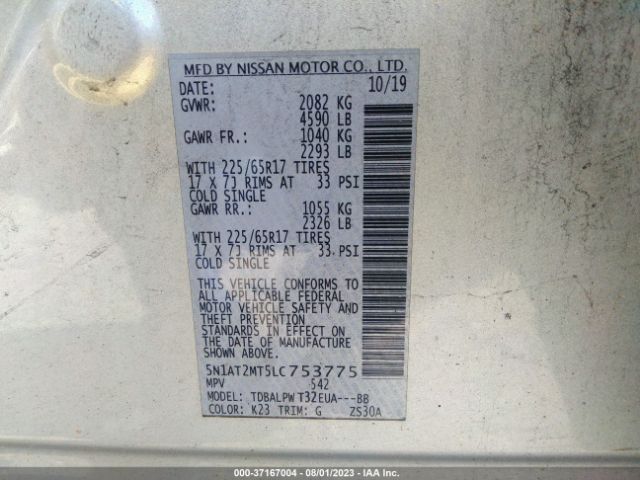 MFD BY NISSAN MOTOR CO., LTD.
DATE: 10/19
GVWR: 2082 KG
4590 LB
GAWR FR.: 1040 KG
2293 LB
WITH 225/65R17 TIRES
17 X 7J RIMS AT 33 PSI
COLD SINGLE
GAWR RR.: 1055 KG
2326 LB
WITH 225/65R17 TIRES
17 X 7J RIMS AT 33 PSI
COLD SINGLE
THIS VEHICLE CONFORMS TO
ALL APPLICABLE FEDERAL
MOTOR VEHICLE SAFETY AND
THEFT PREVENTION
STANDARDS IN EFFECT ON
THE DATE OF MANUFACTURE
SHOWN ABOVE.
5N1AT2MT5LC753775
MPV 542
MODEL: TDBALPWT32EUA---BB
COLOR: K23 TRIM: G ZS30A
000-37167004 - 08/01/2023 - IAA Inc.